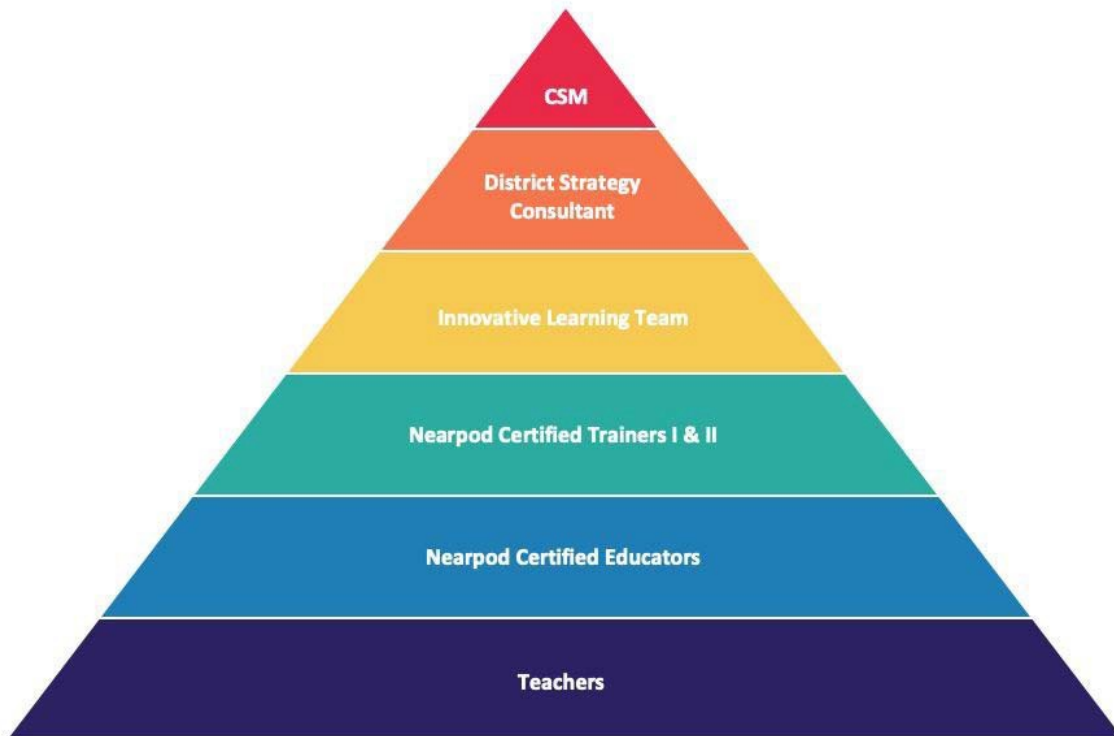 CSM
District Strategy
Consultant
Innovative Learning Team
Nearpod Certified Trainers I & II
Nearpod Certified Educators
Teachers